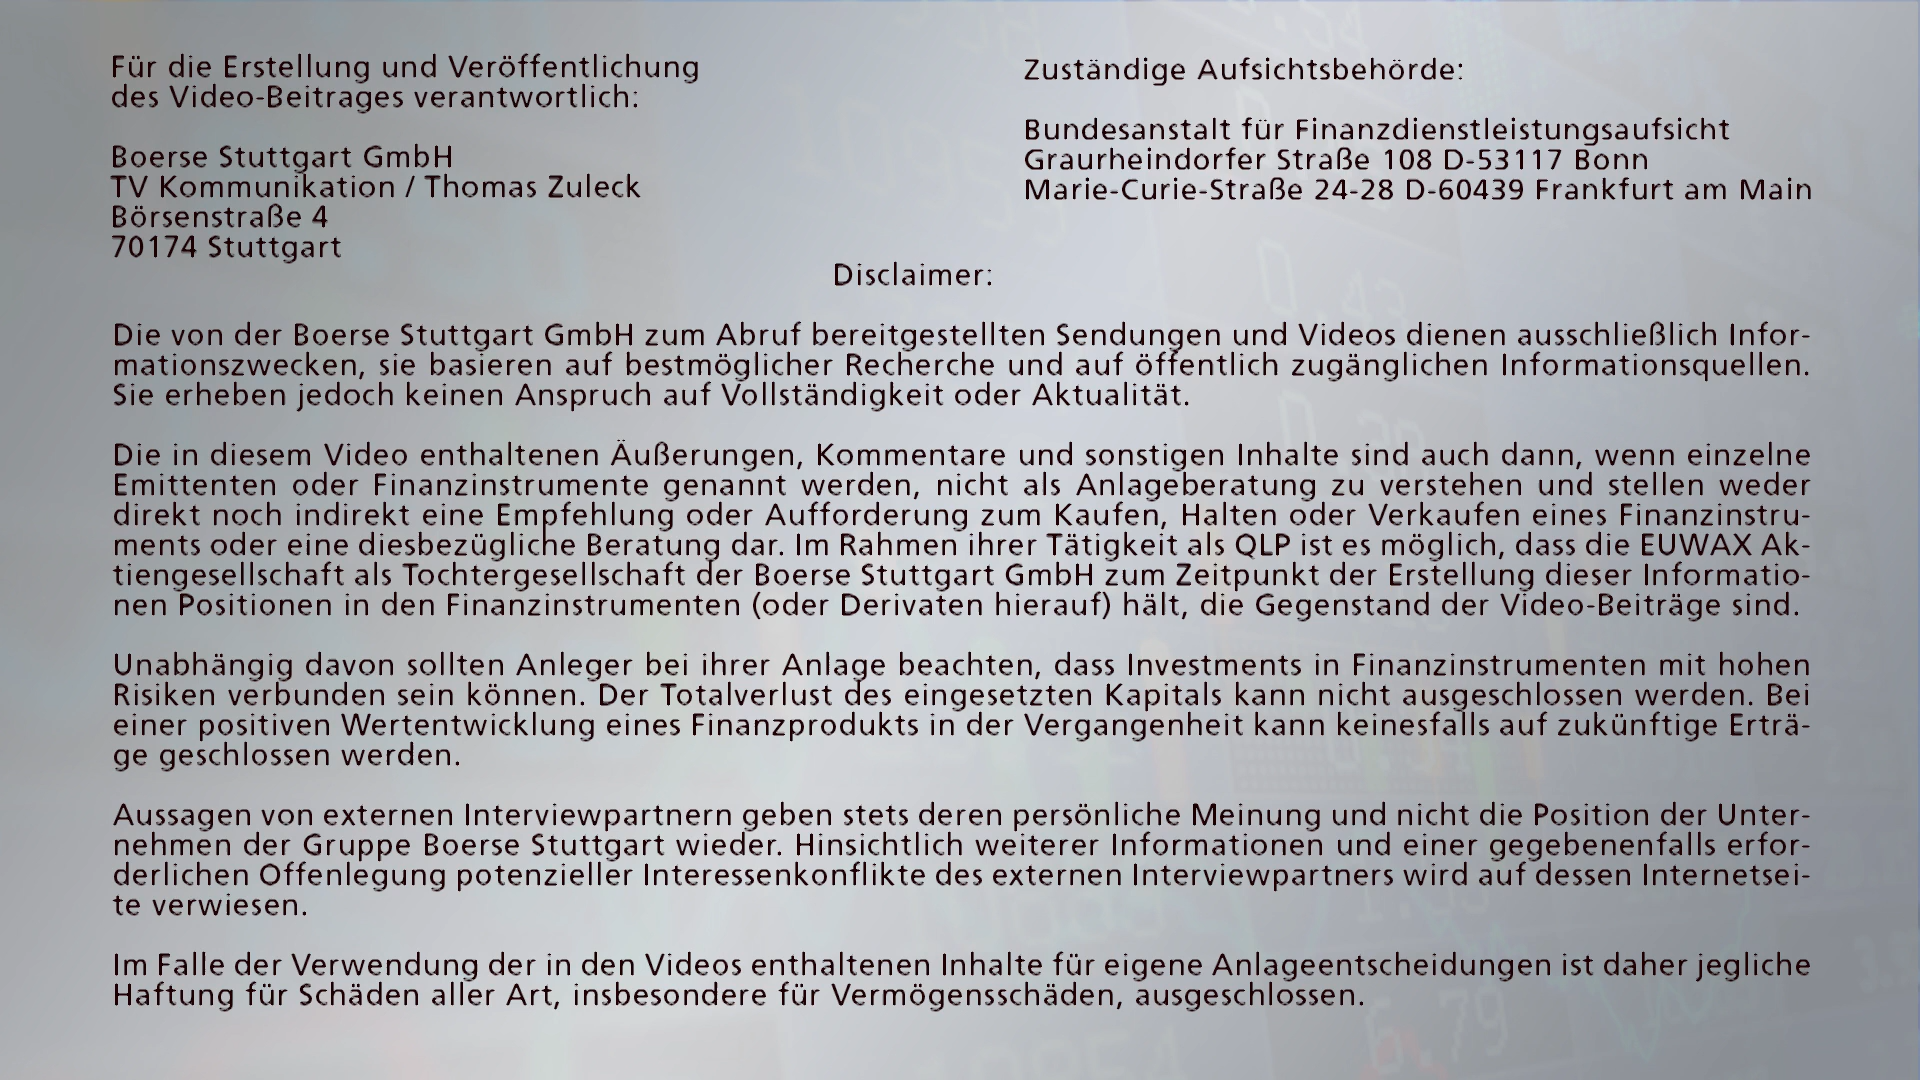 Für die Erstellung und Veröffentlichung
des Video-Beitrages verantwortlich:
Boerse Stuttgart GmbH
TV Kommunikation / Thomas Zuleck
Börsenstraße 4
70174 Stuttgart
Zuständige Aufsichtsbehörde:
Bundesanstalt für Finanzdienstleistungsaufsicht
Graurheindorfer Straße 108 D-53117 Bonn
Marie-Curie-Straße 24-28 D-60439 Frankfurt am Main
Disclaimer:
Die von der Boerse Stuttgart GmbH zum Abruf bereitgestellten Sendungen und Videos dienen ausschließlich Infor-
mationszwecken, sie basieren auf bestmöglicher Recherche und auf öffentlich zugänglichen Informationsquellen.
Sie erheben jedoch keinen Anspruch auf Vollständigkeit oder Aktualität.
Die in diesem Video enthaltenen Äußerungen, Kommentare und sonstigen Inhalte sind auch dann, wenn einzelne
Emittenten oder Finanzinstrumente genannt werden, nicht als Anlageberatung zu verstehen und stellen weder
direkt noch indirekt eine Empfehlung oder Aufforderung zum Kaufen, Halten oder Verkaufen eines Finanzinstru-
ments oder eine diesbezügliche Beratung dar. Im Rahmen ihrer Tätigkeit als QLP ist es möglich, dass die EUWAX Ak-
tiengesellschaft als Tochtergesellschaft der Boerse Stuttgart GmbH zum Zeitpunkt der Erstellung dieser Informatio-
nen Positionen in den Finanzinstrumenten (oder Derivaten hierauf) hält, die Gegenstand der Video-Beiträge sind.
Unabhängig davon sollten Anleger bei ihrer Anlage beachten, dass Investments in Finanzinstrumenten mit hohen
Risiken verbunden sein können. Der Totalverlust des eingesetzten Kapitals kann nicht ausgeschlossen werden. Bei
einer positiven Wertentwicklung eines Finanzprodukts in der Vergangenheit kann keinesfalls auf zukünftige Erträ-
ge geschlossen werden.
Aussagen von externen Interviewpartnern geben stets deren persönliche Meinung und nicht die Position der Unter-
nehmen der Gruppe Boerse Stuttgart wieder. Hinsichtlich weiterer Informationen und einer gegebenenfalls erfor-
derlichen Offenlegung potenzieller Interessenkonflikte des externen Interviewpartners wird auf dessen Internetsei-
te verwiesen.
Im Falle der Verwendung der in den Videos enthaltenen Inhalte für eigene Anlageentscheidungen ist daher jegliche
Haftung für Schäden aller Art, insbesondere für Vermögensschäden, ausgeschlossen.